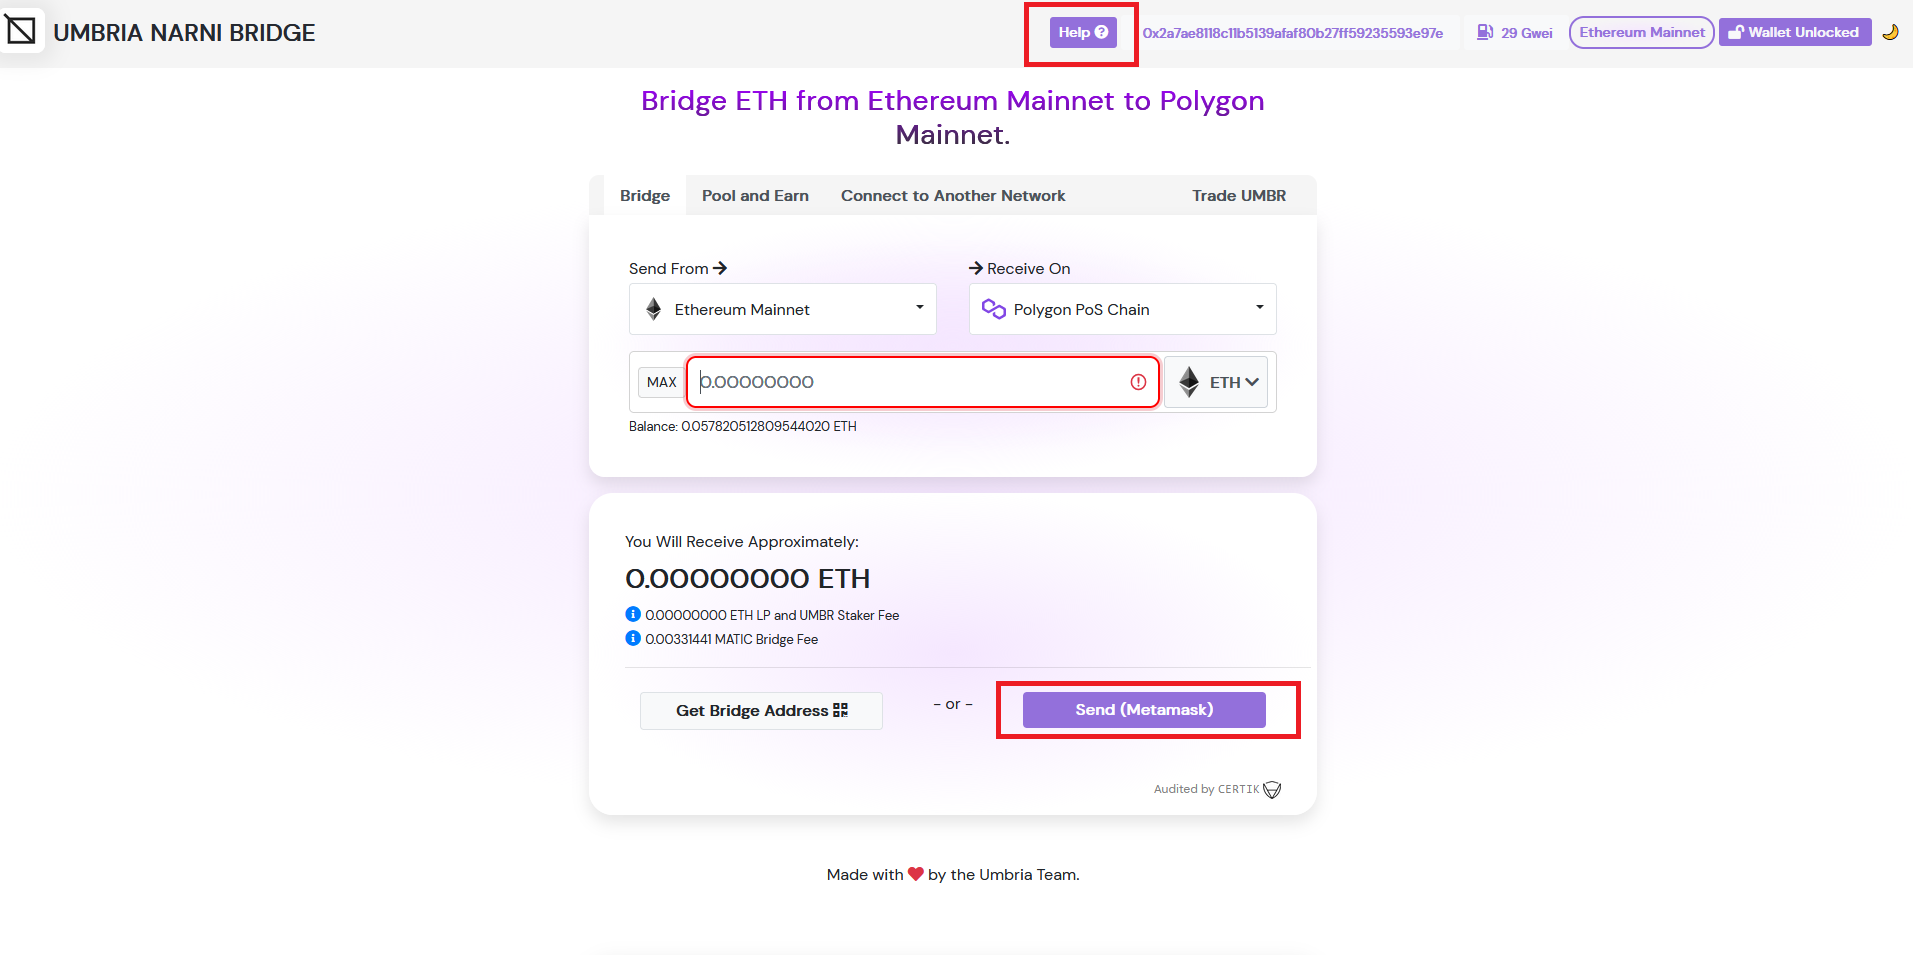 UMBRIA NARNI BRIDGE
Help
0x2a7ae8118c11b5139afaf80b27ff59235593e97e
29 Gwei
Ethereum Mainnet
Wallet Unlocked
Bridge ETH from Ethereum Mainnet to Polygon
Mainnet.
Bridge
Pool and Earn
Connect to Another Network
Trade UMBR
Send From
Receive On
Ethereum Mainnet
Polygon PoS Chain
MAX
0.00000000
ETH
Balance: 0.057820512809544020 ETH
You Will Receive Approximately:
0.00000000 ETH
0.00000000 ETH LP and UMBR Staker Fee
0.00331441 MATIC Bridge Fee
Get Bridge Address
- or -
Send (Metamask)
Audited by CERTIK
Made with by the Umbria Team.